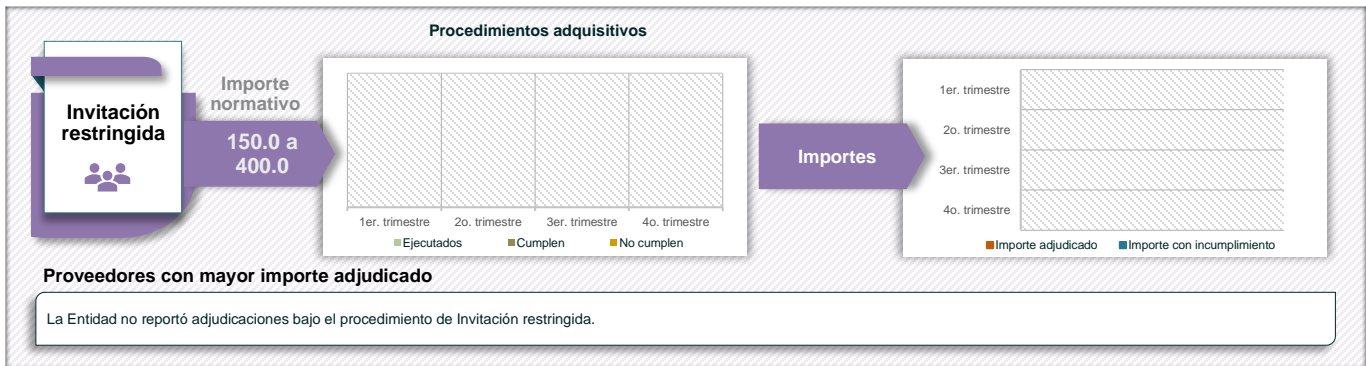 Procedimientos adquisitivos
Invitación
restringida
Importe
normativo
150.0 a
400.0
1er. trimestre 2o. trimestre 3er. trimestre 4o. trimestre
Ejecutados Cumplen No cumplen
Importes
1er. trimestre
2o. trimestre
3er. trimestre
4o. trimestre
Importe adjudicado Importe con incumplimiento
Proveedores con mayor importe adjudicado
La Entidad no reportó adjudicaciones bajo el procedimiento de Invitación restringida.